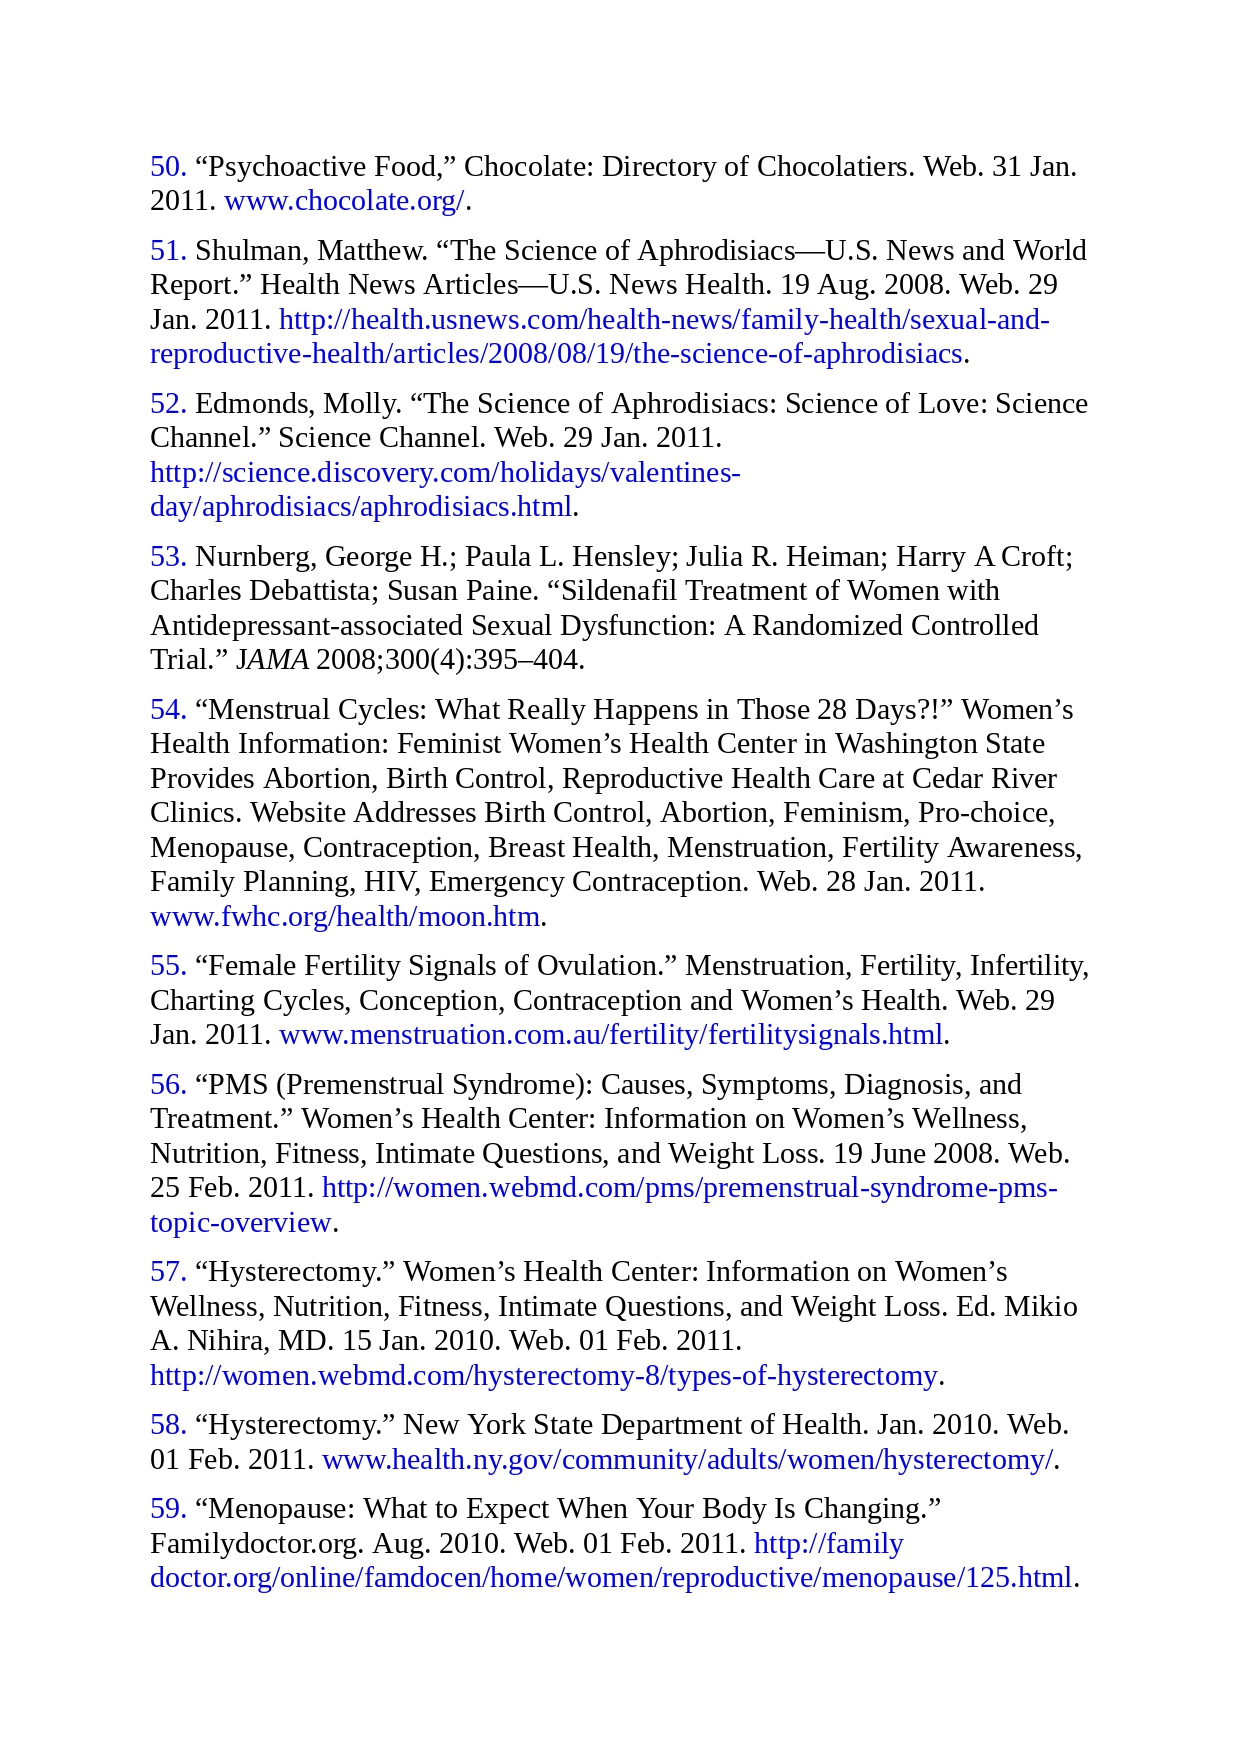 50. “Psychoactive Food,” Chocolate: Directory of Chocolatiers. Web. 31 Jan.
2011. www.chocolate.org/.
51. Shulman, Matthew. “The Science of Aphrodisiacs—U.S. News and World
Report.” Health News Articles—U.S. News Health. 19 Aug. 2008. Web. 29
Jan. 2011. http://health.usnews.com/health-news/family-health/sexual-and-
reproductive-health/articles/2008/08/19/the-science-of-aphrodisiacs.
52. Edmonds, Molly. “The Science of Aphrodisiacs: Science of Love: Science
Channel.” Science Channel. Web. 29 Jan. 2011.
http://science.discovery.com/holidays/valentines-
day/aphrodisiacs/aphrodisiacs.html.
53. Nurnberg, George H.; Paula L. Hensley; Julia R. Heiman; Harry A Croft;
Charles Debattista; Susan Paine. “Sildenafil Treatment of Women with
Antidepressant-associated Sexual Dysfunction: A Randomized Controlled
Trial.” JAMA 2008;300(4):395–404.
54. “Menstrual Cycles: What Really Happens in Those 28 Days?!” Women’s
Health Information: Feminist Women’s Health Center in Washington State
Provides Abortion, Birth Control, Reproductive Health Care at Cedar River
Clinics. Website Addresses Birth Control, Abortion, Feminism, Pro-choice,
Menopause, Contraception, Breast Health, Menstruation, Fertility Awareness,
Family Planning, HIV, Emergency Contraception. Web. 28 Jan. 2011.
www.fwhc.org/health/moon.htm.
55. “Female Fertility Signals of Ovulation.” Menstruation, Fertility, Infertility,
Charting Cycles, Conception, Contraception and Women’s Health. Web. 29
Jan. 2011. www.menstruation.com.au/fertility/fertilitysignals.html.
56. “PMS (Premenstrual Syndrome): Causes, Symptoms, Diagnosis, and
Treatment.” Women’s Health Center: Information on Women’s Wellness,
Nutrition, Fitness, Intimate Questions, and Weight Loss. 19 June 2008. Web.
25 Feb. 2011. http://women.webmd.com/pms/premenstrual-syndrome-pms-
topic-overview.
57. “Hysterectomy.” Women’s Health Center: Information on Women’s
Wellness, Nutrition, Fitness, Intimate Questions, and Weight Loss. Ed. Mikio
A. Nihira, MD. 15 Jan. 2010. Web. 01 Feb. 2011.
http://women.webmd.com/hysterectomy-8/types-of-hysterectomy.
58. “Hysterectomy.” New York State Department of Health. Jan. 2010. Web.
01 Feb. 2011. www.health.ny.gov/community/adults/women/hysterectomy/.
59. “Menopause: What to Expect When Your Body Is Changing.”
Familydoctor.org. Aug. 2010. Web. 01 Feb. 2011. http://family
doctor.org/online/famdocen/home/women/reproductive/menopause/125.html.